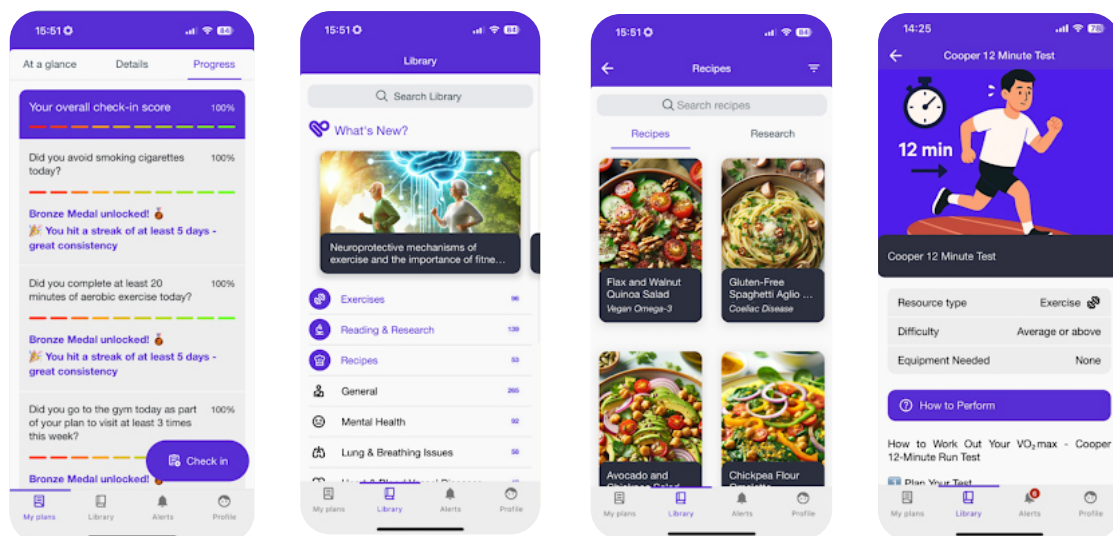 15:51
84
At a glance
Details
Progress
Your overall check-in score
100%
Did you avoid smoking cigarettes
today?
100%
Bronze Medal unlocked! 🏅
🎉 You hit a streak of at least 5 days -
great consistency
Did you complete at least 20
minutes of aerobic exercise today?
100%
Bronze Medal unlocked! 🏅
🎉 You hit a streak of at least 5 days -
great consistency
Did you go to the gym today as part
of your plan to visit at least 3 times
this week?
100%
Check in
Bronze Medal unlocked!
My plans
Library
Alerts
Profile
15:51
84
Library
Search Library
What's New?
Neuroprotective mechanisms of
exercise and the importance of fitne...
Exercises
96
Reading & Research
139
Recipes
53
General
265
Mental Health
92
Lung & Breathing Issues
58
My plans
Library
Alerts
Profile
15:51
84
Recipes
Search recipes
Recipes
Research
Flax and Walnut
Quinoa Salad
Vegan Omega-3
Gluten-Free
Spaghetti Aglio ...
Coeliac Disease
Avocado and
Chickpea Salad
Chickpea Flour
Omelette
My plans
Library
Alerts
Profile
14:25
78
Cooper 12 Minute Test
12 min
Cooper 12 Minute Test
Resource type
Exercise
Difficulty
Average or above
Equipment Needed
None
How to Perform
How to Work Out Your VO₂max - Cooper
12-Minute Run Test
1️⃣ Plan Your Test
My plans
Library
Alerts
6
Profile